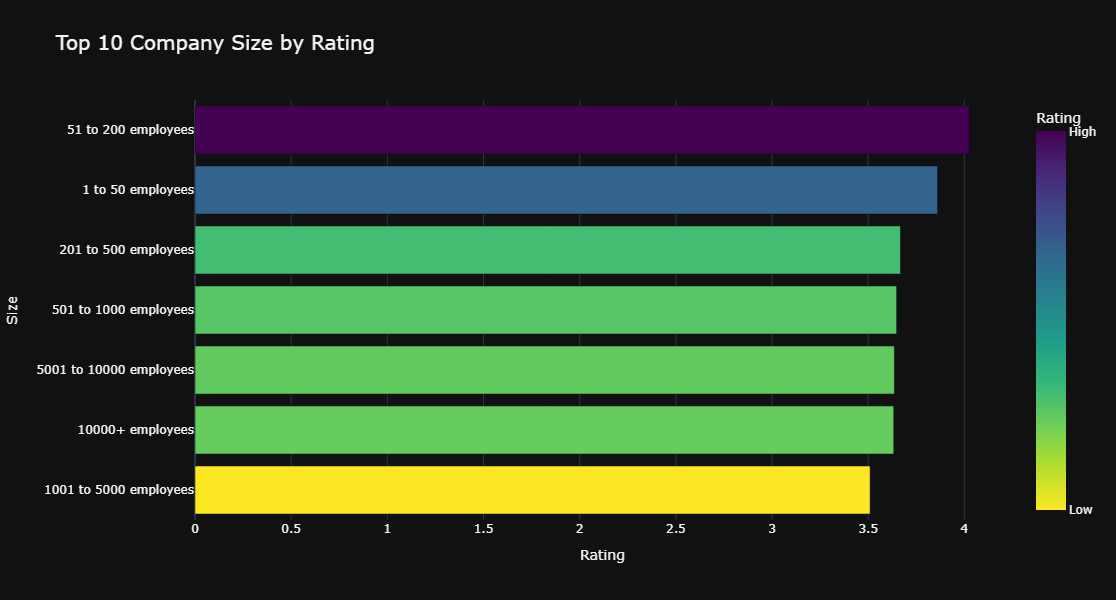 Top 10 Company Size by Rating
Rating
High
51 to 200 employees
1 to 50 employees
201 to 500 employees
Size
501 to 1000 employees
5001 to 10000 employees
10000+ employees
1001 to 5000 employees
Low
0 0.5 1 1.5 2 2.5 3 3.5 4
Rating